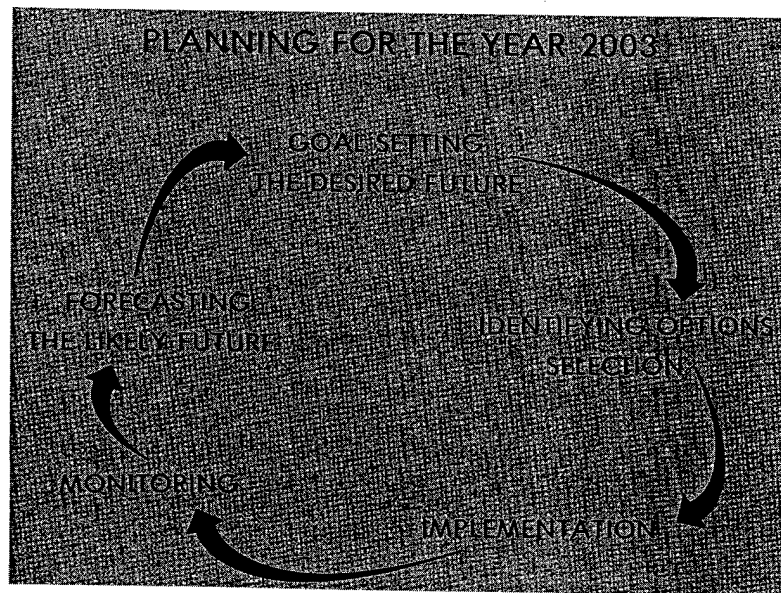 PLANNING FOR THE YEAR 2003
GOAL SETTING
THE DESIRED FUTURE
IDENTIFYING OPTIONS
SELECTION
IMPLEMENTATION
MONITORING
FORECASTING
THE LIKELY FUTURE